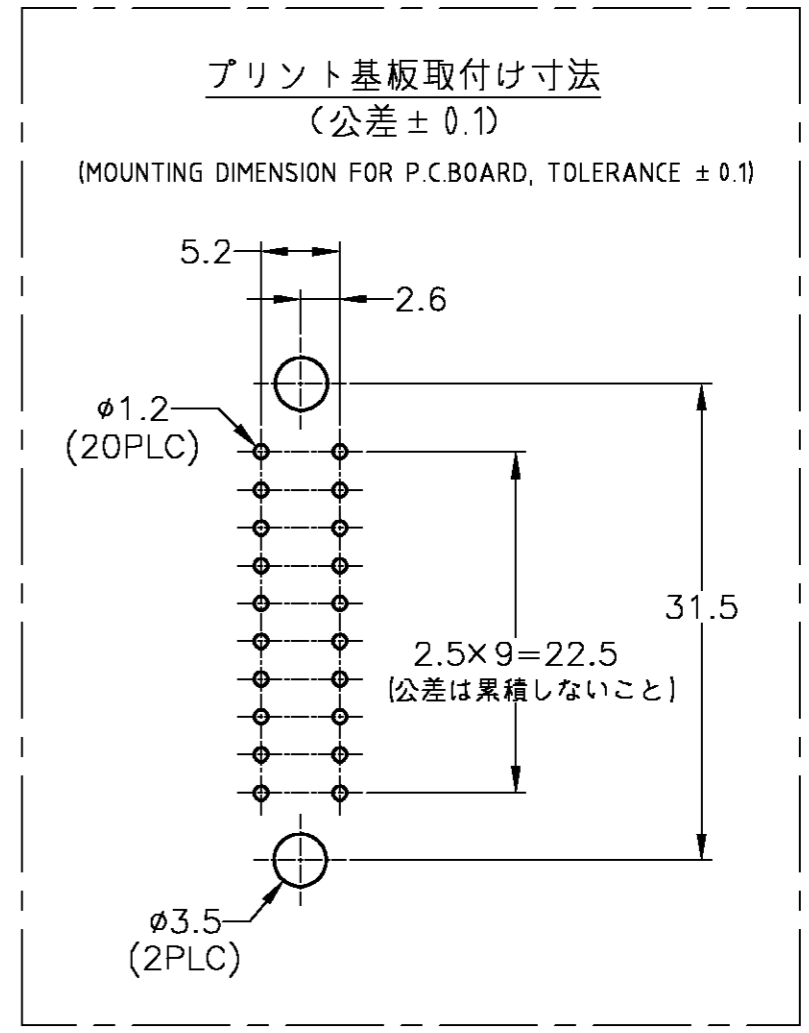 プリント基板取付け寸法
(公差± 0.1)
(MOUNTING DIMENSION FOR P.C.BOARD, TOLERANCE ± 0.1)
5.2
2.6
φ1.2
(20PLC)
31.5
2.5×9=22.5
(公差は累積しないこと)
φ3.5
(2PLC)